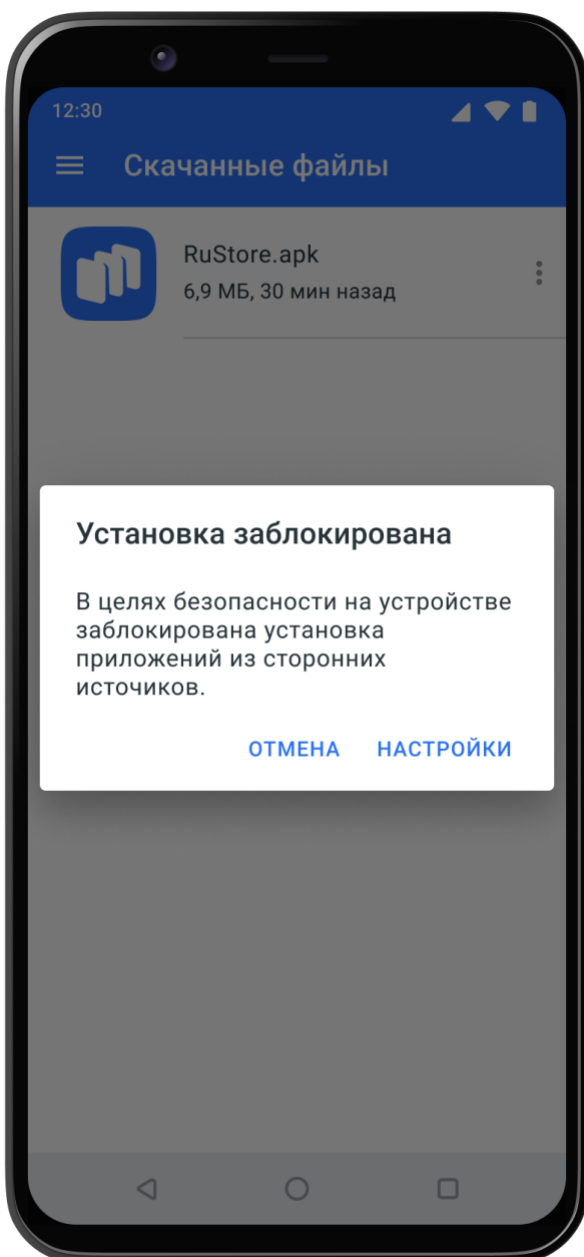 12:30
Скачанные файлы
RuStore.apk
6,9 МБ, 30 мин назад
Установка заблокирована
В целях безопасности на устройстве
заблокирована установка
приложений из сторонних
источиков.
ОТМЕНА НАСТРОЙКИ